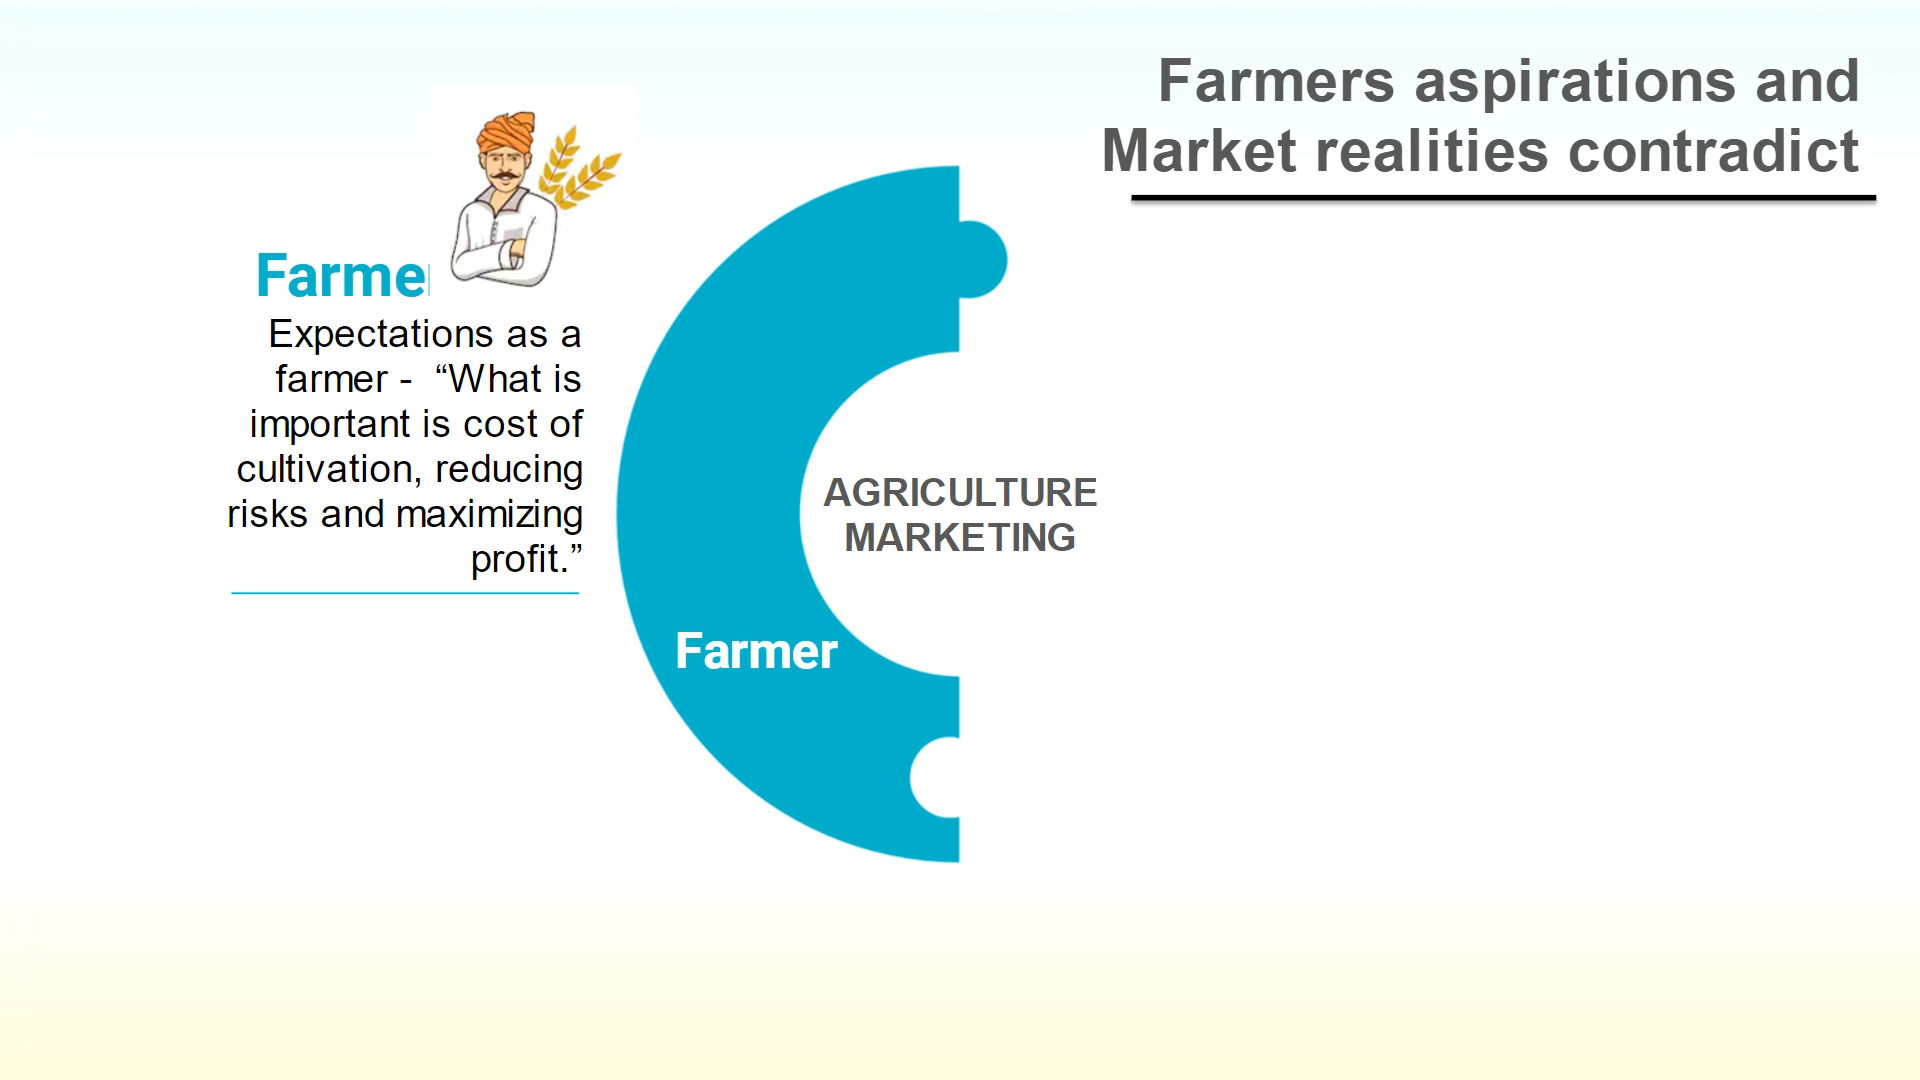 Farmers aspirations and
Market realities contradict
Farme
Expectations as a
farmer -  “What is
important is cost of
cultivation, reducing
risks and maximizing
profit.”
AGRICULTURE
MARKETING
Farmer